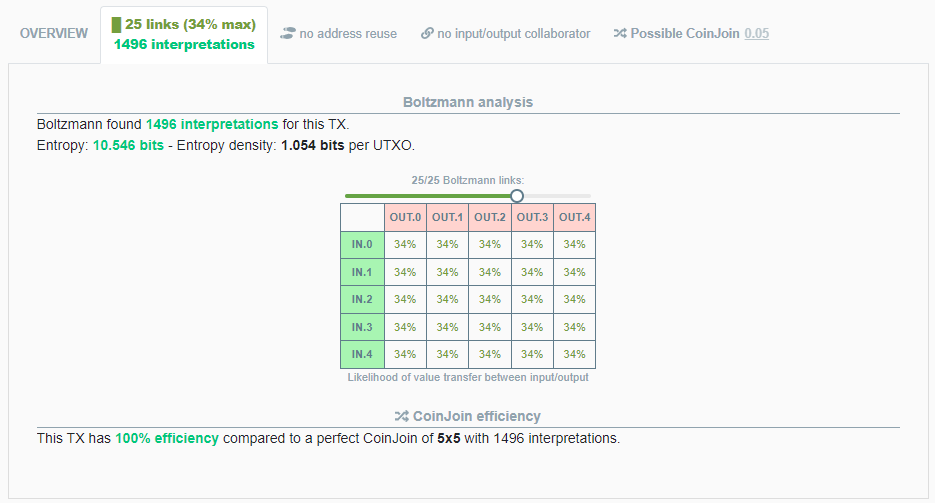 OVERVIEW
25 links (34% max)
1496 interpretations
no address reuse
no input/output collaborator
Possible CoinJoin 0.05
Boltzmann analysis
Boltzmann found 1496 interpretations for this TX.
Entropy: 10.546 bits - Entropy density: 1.054 bits per UTXO.
25/25 Boltzmann links:
OUT.0 OUT.1 OUT.2 OUT.3 OUT.4
IN.0 34% 34% 34% 34% 34%
IN.1 34% 34% 34% 34% 34%
IN.2 34% 34% 34% 34% 34%
IN.3 34% 34% 34% 34% 34%
IN.4 34% 34% 34% 34% 34%
Likelihood of value transfer between input/output
CoinJoin efficiency
This TX has 100% efficiency compared to a perfect CoinJoin of 5x5 with 1496 interpretations.